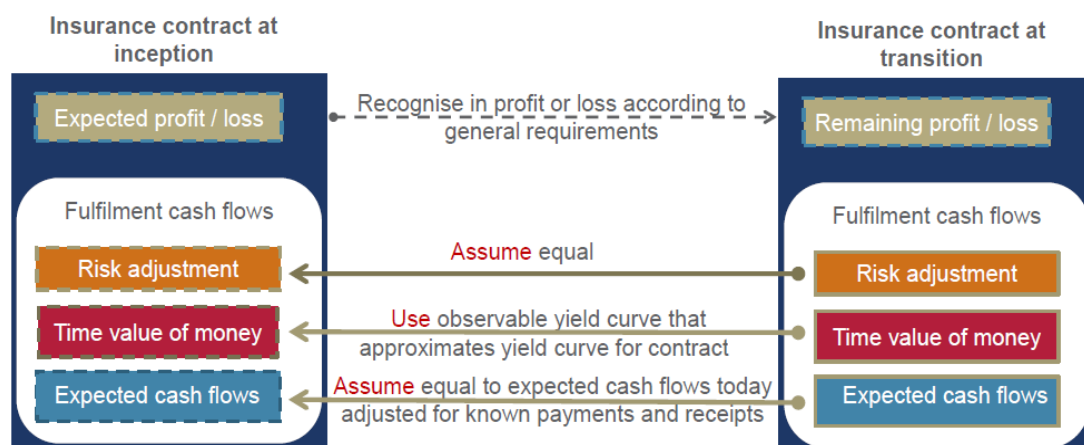 Insurance contract at
inception
Insurance contract at
transition
Expected profit / loss
Recognise in profit or loss according to
general requirements
Remaining profit / loss
Fulfilment cash flows
Fulfilment cash flows
Risk adjustment
Assume equal
Risk adjustment
Time value of money
Use observable yield curve that
approximates yield curve for contract
Time value of money
Expected cash flows
Assume equal to expected cash flows today
adjusted for known payments and receipts
Expected cash flows